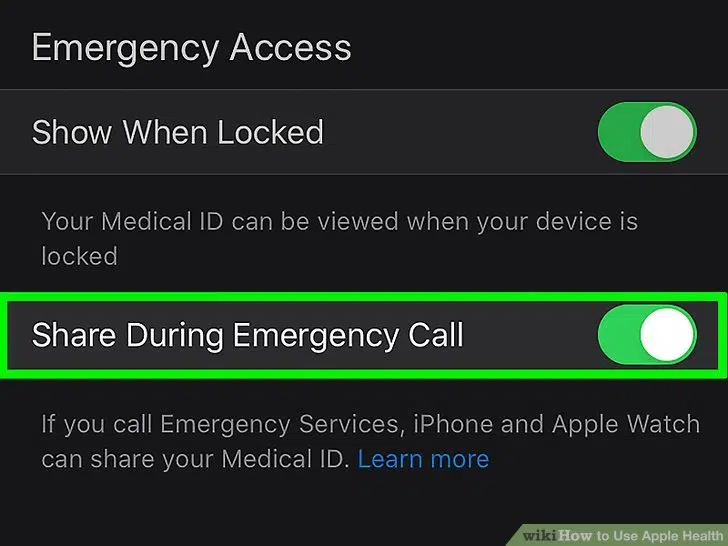 Emergency Access
Show When Locked
Your Medical ID can be viewed when your device is
locked
Share During Emergency Call
If you call Emergency Services, iPhone and Apple Watch
can share your Medical ID. Learn more
wikiHow to Use Apple Health